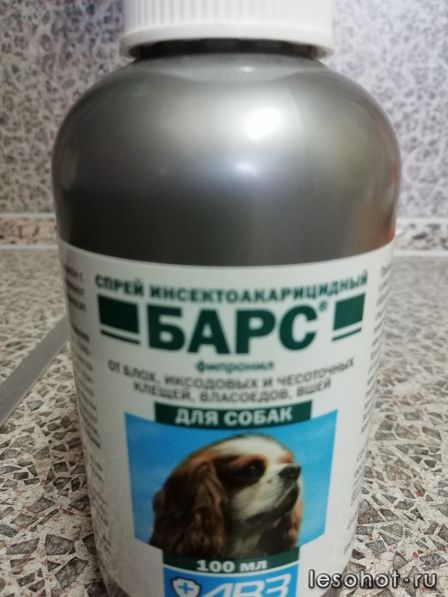 СПРЕЙ ИНСЕКТОАКАРИЦИДНЫЙ
БАРС®
фипронил
ОТ БЛОХ, ИКСОДОВЫХ И ЧЕСОТОЧНЫХ
КЛЕЩЕЙ, ВЛАСОЕДОВ, ВШЕЙ
ДЛЯ СОБАК
100 МЛ
АВЗ
lesohot.ru